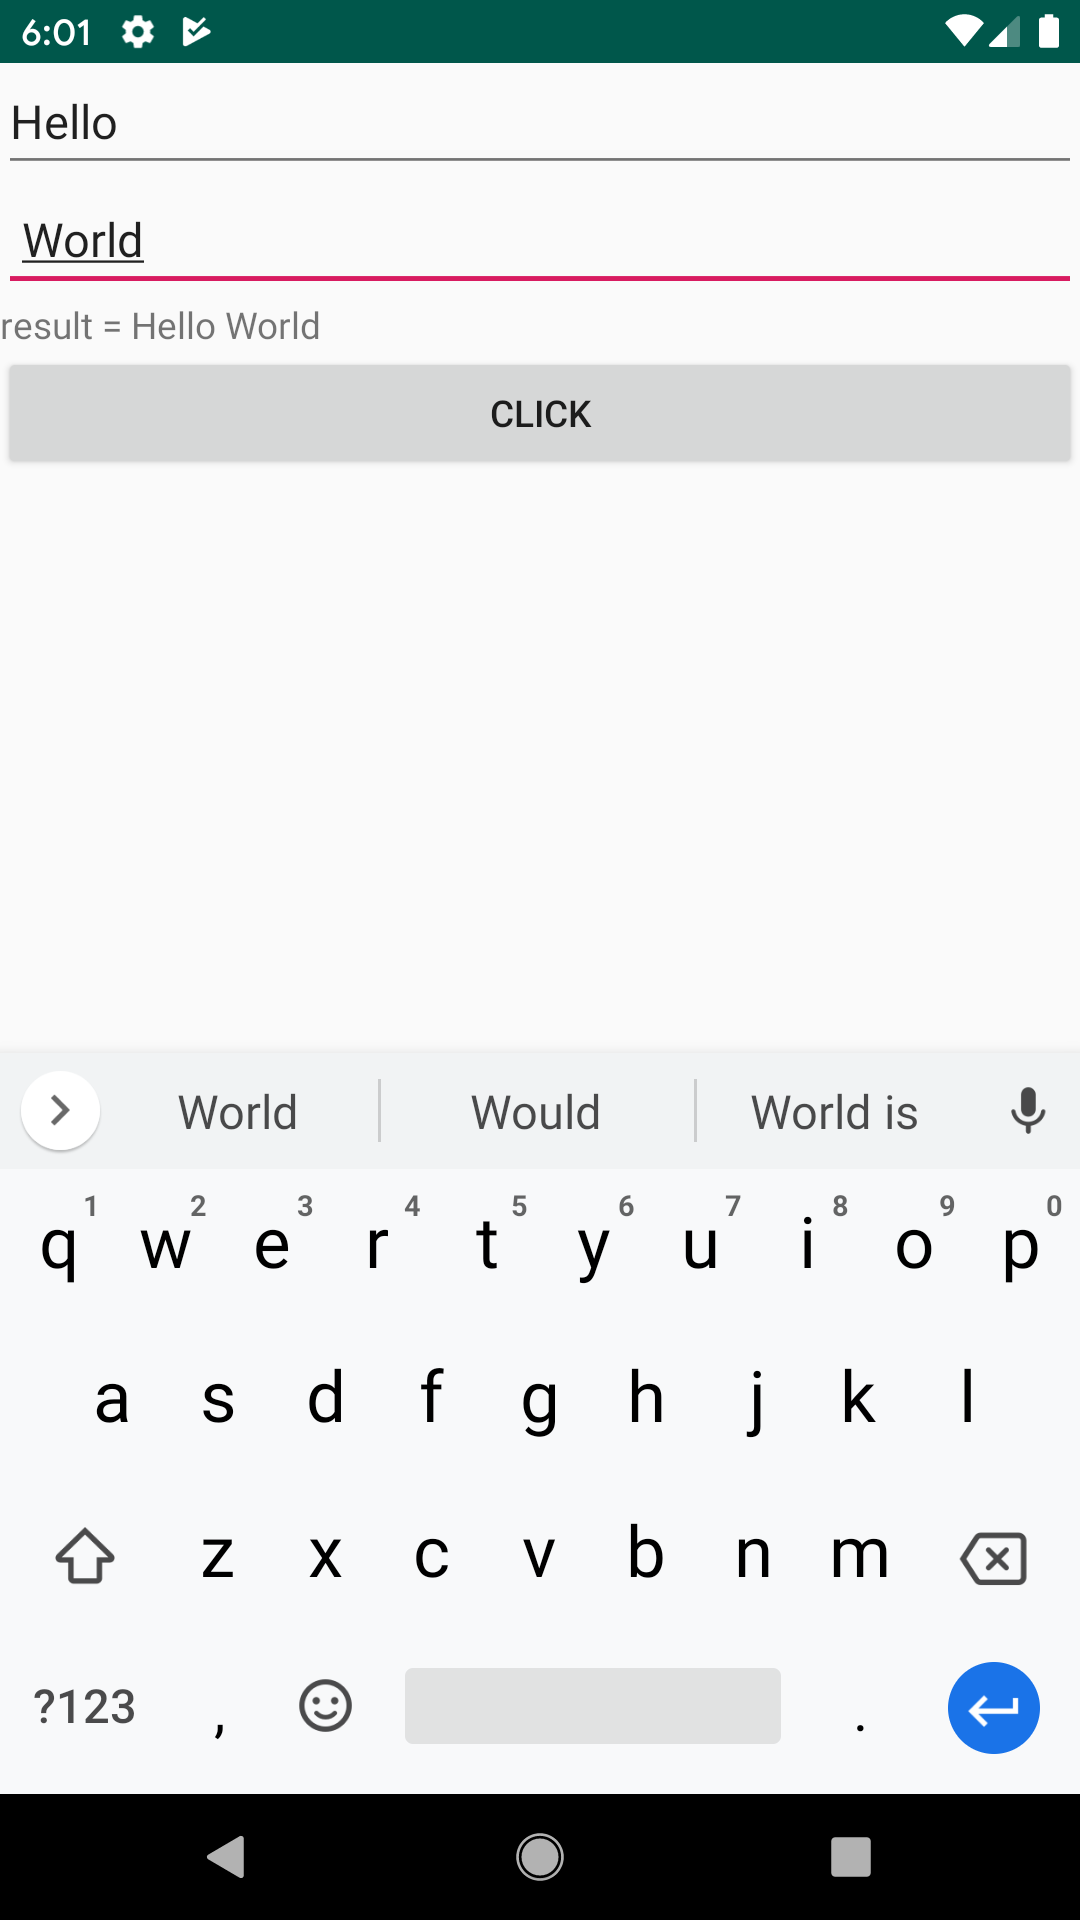 6:01
Hello
World
result = Hello World
CLICK
World Would World is
1 2 3 4 5 6 7 8 9 0
q w e r t y u i o p
a s d f g h j k l
z x c v b n m
?123 , .